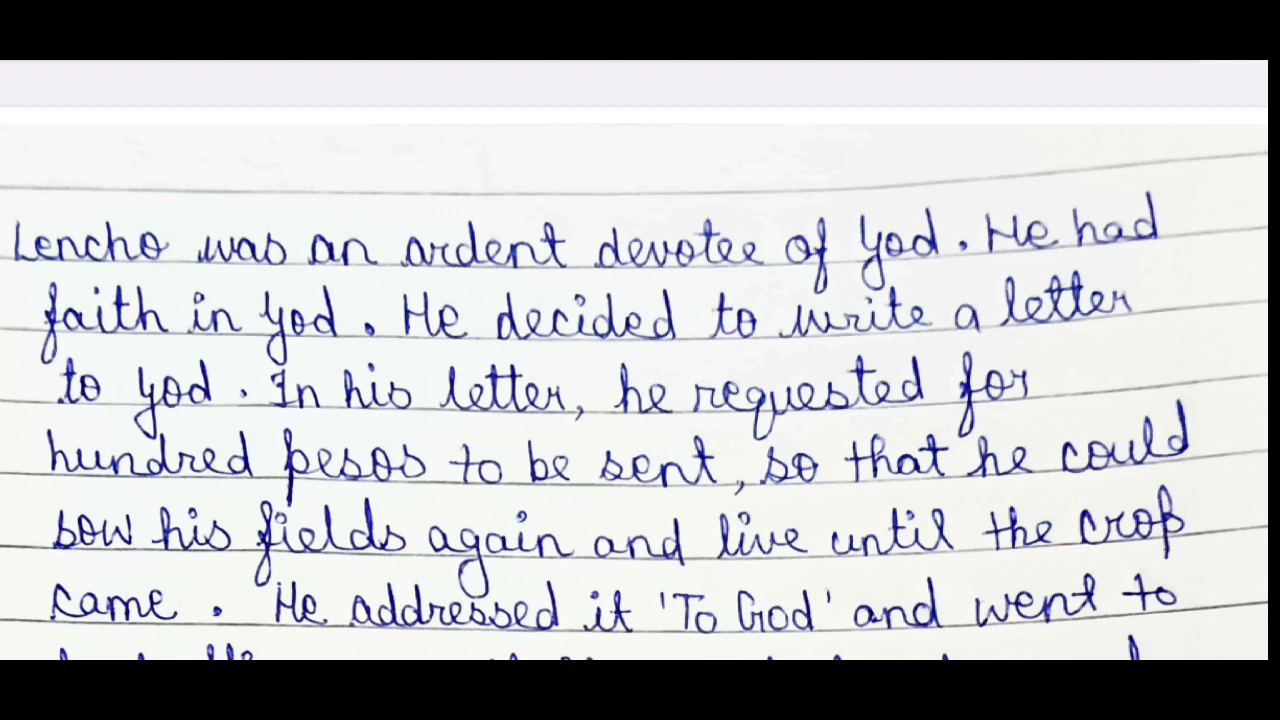 Lencho was an ardent devotee of God. He had
faith in God. He decided to write a letter
to God. In his letter, he requested for
hundred pesos to be sent, so that he could
sow his fields again and live until the crop
came. He addressed it 'To God' and went to